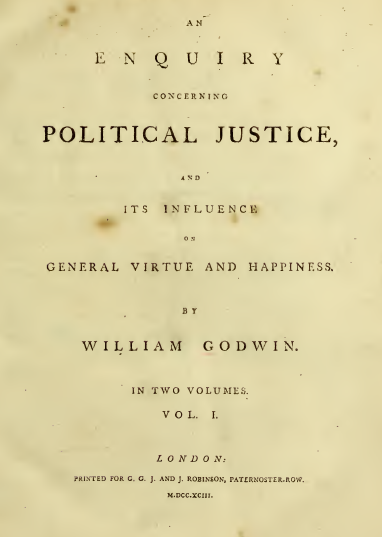 AN
ENQUIRY
CONCERNING
POLITICAL JUSTICE,
AND
ITS INFLUENCE
ON
GENERAL VIRTUE AND HAPPINESS.
BY
WILLIAM GODWIN.
IN TWO VOLUMES.
VOL. I.
LONDON:
PRINTED FOR G. G. J. AND J. ROBINSON, PATERNOSTER-ROW.
M.DCC.XCIII.